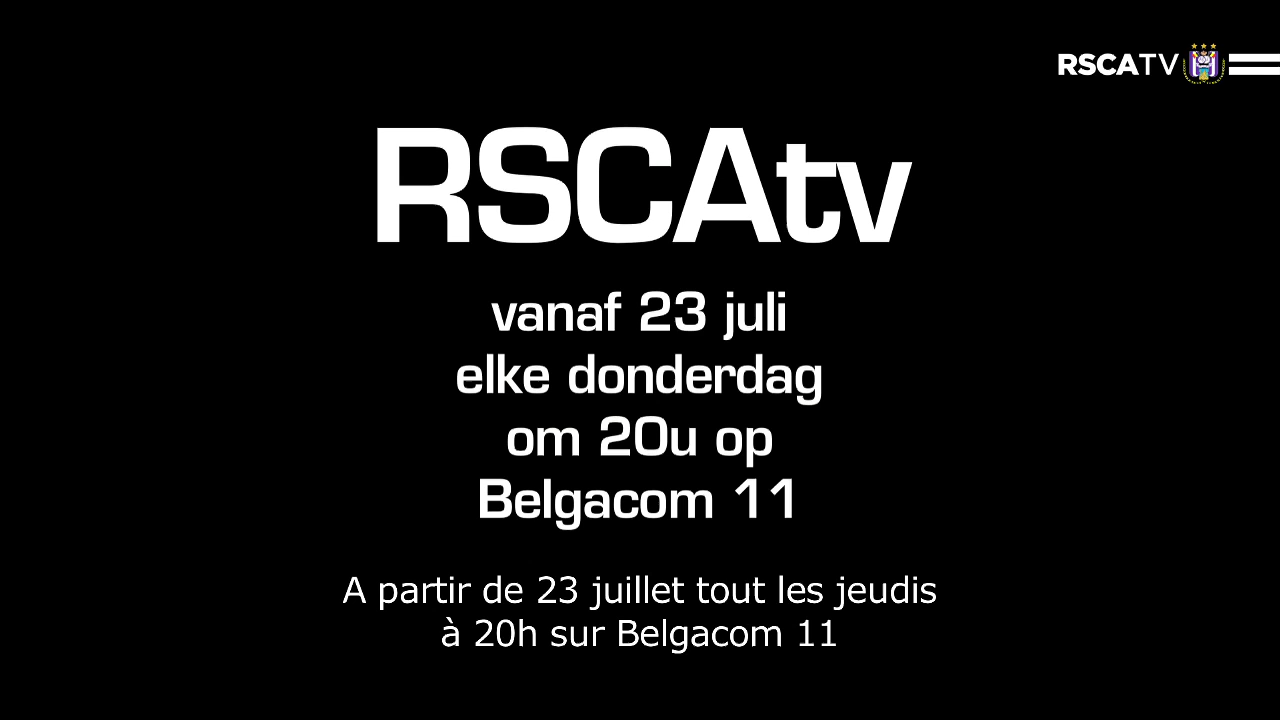 RSCATV
RSCAtv
vanaf 23 juli
elke donderdag
om 20u op
Belgacom 11
A partir de 23 juillet tout les jeudis
à 20h sur Belgacom 11